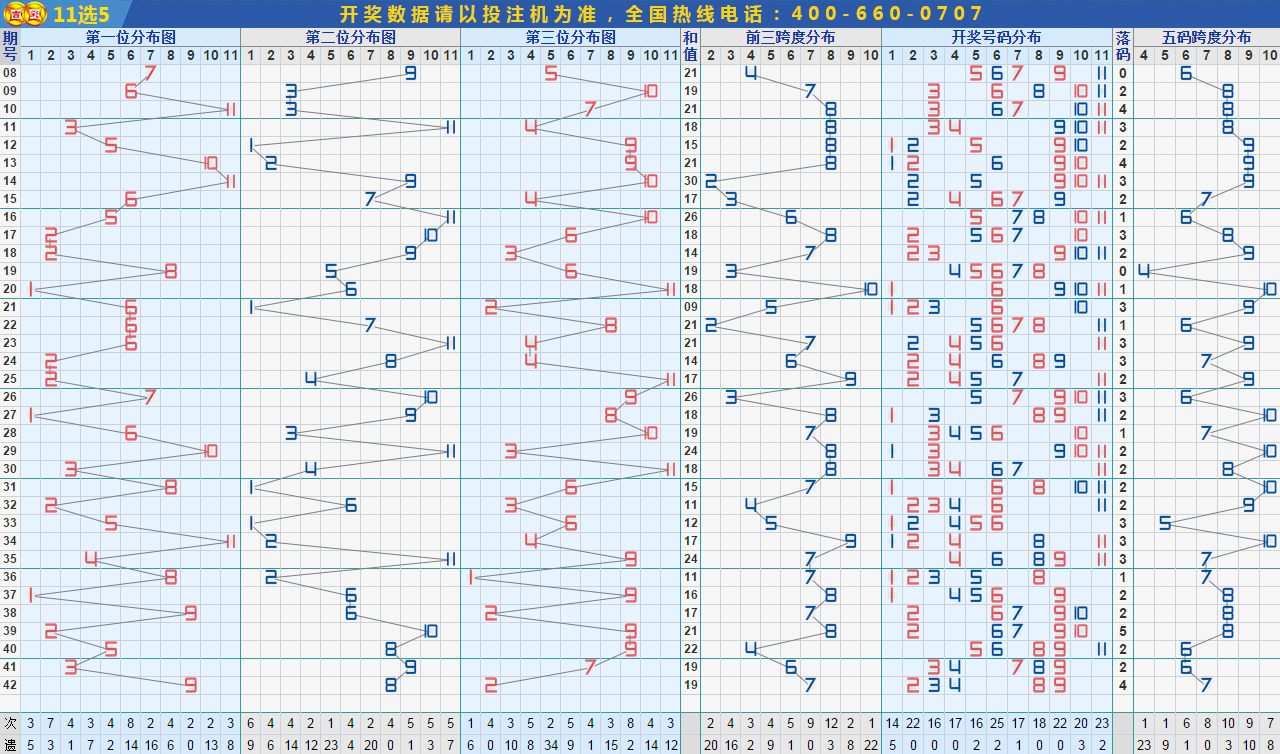 11选5 开奖数据请以投注机为准，全国热线电话：400-660-0707
期号 第一位分布图 第二位分布图 第三位分布图 和值 前三跨度分布 开奖号码分布 落码 五码跨度分布
1 2 3 4 5 6 7 8 9 10 11 1 2 3 4 5 6 7 8 9 10 11 1 2 3 4 5 6 7 8 9 10 11 2 3 4 5 6 7 8 9 10 1 2 3 4 5 6 7 8 9 10 11 4 5 6 7 8 9 10
08 7 9 5 21 4 5 6 7 9 11 0 6
09 6 3 10 19 7 3 6 8 10 11 2 8
10 11 3 7 21 8 3 6 7 10 11 4 8
11 3 11 4 18 8 3 4 9 10 11 3 8
12 5 1 9 15 8 1 2 5 9 10 2 9
13 10 2 9 21 8 1 2 6 9 10 4 9
14 11 9 10 30 2 2 5 9 10 11 3 9
15 6 7 4 17 3 2 4 6 7 9 2 7
16 5 11 10 26 6 5 7 8 10 11 1 6
17 2 10 6 18 8 2 5 6 7 10 3 8
18 2 9 3 14 7 2 3 9 10 11 2 9
19 8 5 6 19 3 4 5 6 7 8 0 4
20 1 6 11 18 10 1 6 9 10 11 1 10
21 6 1 2 09 5 1 2 3 6 10 3 9
22 6 7 8 21 2 5 6 7 8 11 1 6
23 6 11 4 21 7 2 4 5 6 11 3 9
24 2 8 4 14 6 2 4 6 8 9 3 7
25 2 4 11 17 9 2 4 5 7 11 2 9
26 7 10 9 26 3 5 7 9 10 11 3 6
27 1 9 8 18 8 1 3 8 9 11 2 10
28 6 3 10 19 7 3 4 5 6 10 1 7
29 10 11 3 24 8 1 3 9 10 11 2 10
30 3 4 11 18 8 3 4 6 7 11 2 8
31 8 1 6 15 7 1 6 8 10 11 2 10
32 2 6 3 11 4 2 3 4 6 11 2 9
33 5 1 6 12 5 1 2 4 5 6 3 5
34 11 2 4 17 9 1 2 4 8 11 3 10
35 4 11 9 24 7 4 6 8 9 11 3 7
36 8 2 1 11 7 1 2 3 5 8 1 7
37 1 6 9 16 8 1 4 5 6 9 2 8
38 9 6 2 17 7 2 6 7 9 10 2 8
39 2 10 9 21 8 2 6 7 9 10 5 8
40 5 8 9 22 4 5 6 8 9 11 2 6
41 3 9 7 19 6 3 4 7 8 9 2 6
42 9 8 2 19 7 2 3 4 8 9 4 7
次 3 7 3 4 4 7 2 4 2 2 3 6 4 4 2 1 4 2 4 5 3 5 1 4 3 5 1 4 2 2 6 4 3 2 4 3 4 5 9 12 2 1 14 22 16 17 16 25 17 18 22 20 23 1 1 6 8 10 9 7
遗 5 3 1 7 2 14 16 6 0 13 8 9 6 14 12 23 4 20 0 1 3 7 6 0 10 8 9 1 15 2 14 12 20 16 2 9 1 0 3 8 22 5 0 0 0 2 2 1 0 0 3 2 23 9 1 0 3 10 8